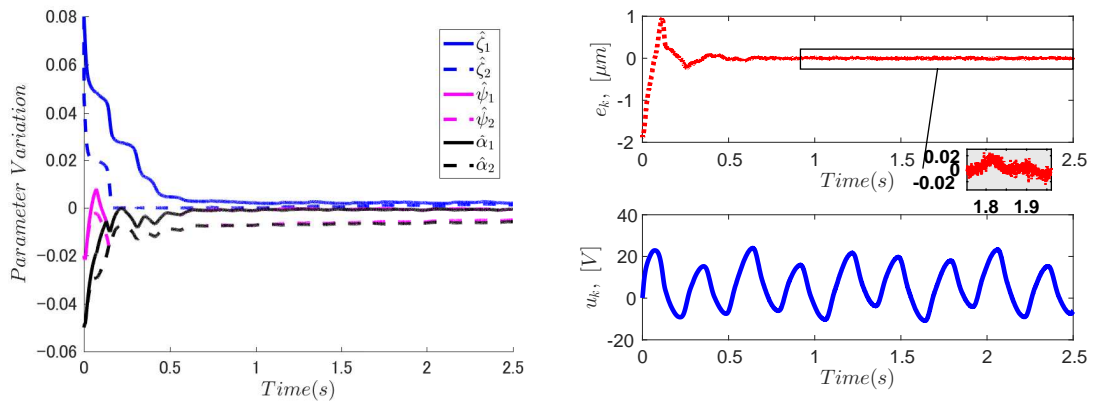 0.08
0.06
0.04
0.02
0
−0.02
−0.04
−0.06
Parameter Variation
0 0.5 1 1.5 2 2.5
Time(s)
ζ̂₁
ζ̂₂
ψ̂₁
ψ̂₂
α̂₁
α̂₂
1
0
-1
-2
eₖ, [μm]
0 0.5 1 1.5 2 2.5
Time(s)
0.02
0
-0.02
1.8 1.9
40
20
0
-20
uₖ, [V]
0 0.5 1 1.5 2 2.5
Time(s)